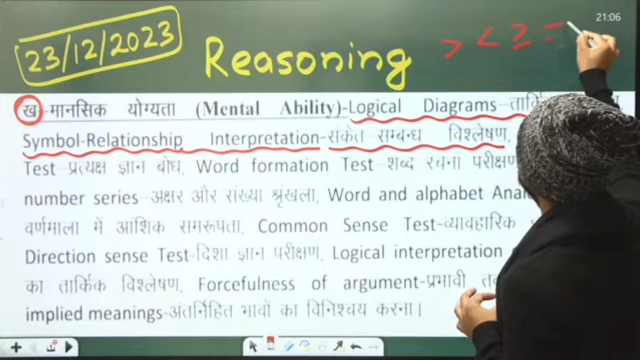 21:06
23/12/2023
Reasoning
> < ≥ =
ख-मानसिक योग्यता (Mental Ability)-Logical Diagrams-
Symbol-Relationship Interpretation-संकेत सम्बन्ध विश्लेषण,
Test-प्रत्यक्ष ज्ञान बोध, Word formation Test-शब्द रचना परीक्षण
number series-अक्षर और संख्या श्रृंखला, Word and alphabet
वर्णमाला में आंशिक समरूपता, Common Sense Test-व्यावहारिक
Direction sense Test-दिशा ज्ञान परीक्षण, Logical interpretation
का तार्किक विश्लेषण, Forcefulness of argument-प्रभावी
implied meanings-अंतर्निहित भावों का विनिश्चय करना।